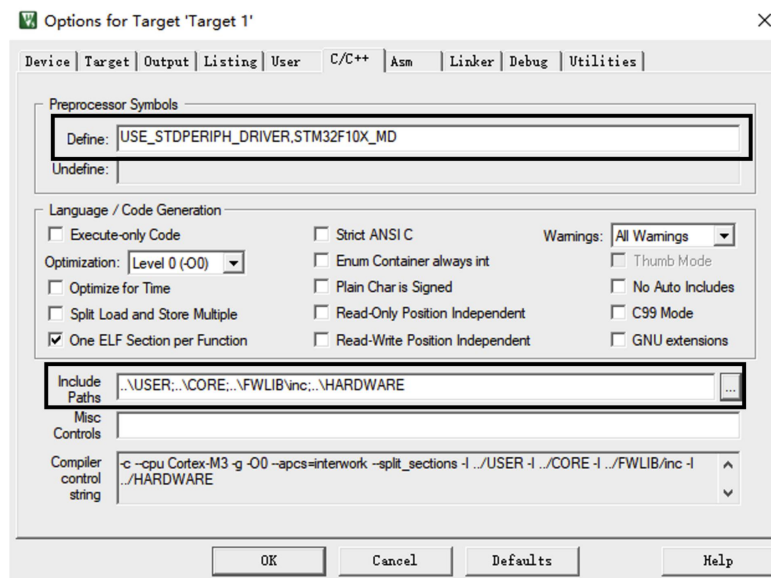 Options for Target 'Target 1'
Device Target Output Listing User C/C++ Asm Linker Debug Utilities
Preprocessor Symbols
Define: USE_STDPERIPH_DRIVER,STM32F10X_MD
Undefine:
Language / Code Generation
Execute-only Code Strict ANSI C Warnings: All Warnings
Optimization: Level 0 (-O0) Enum Container always int Thumb Mode
Optimize for Time Plain Char is Signed No Auto Includes
Split Load and Store Multiple Read-Only Position Independent C99 Mode
One ELF Section per Function Read-Write Position Independent GNU extensions
Include Paths ..\USER;..\CORE;..\FWLIB\inc;..\HARDWARE ...
Misc Controls
Compiler control string -c --cpu Cortex-M3 -g -O0 --apcs=interwork --split_sections -I ../USER -I ../CORE -I ../FWLIB/inc -I
../HARDWARE
OK Cancel Defaults Help